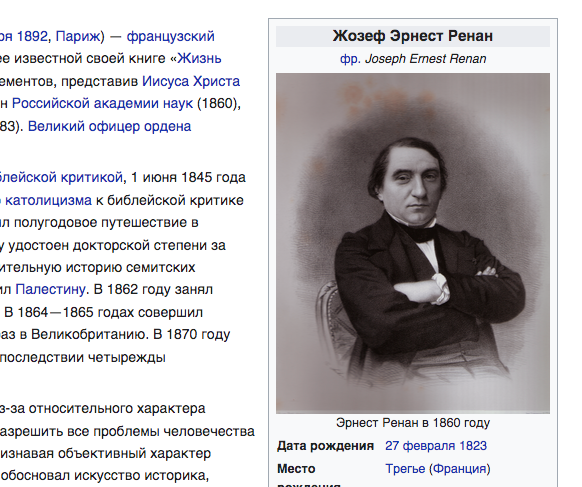 ря 1892, Париж) — французский
ее известной своей книге «Жизнь
ементов, представив Иисуса Христа
н Российской академии наук (1860),
83). Великий офицер ордена
блейской критикой, 1 июня 1845 года
католицизма к библейской критике
л полугодовое путешествие в
у удостоен докторской степени за
ительную историю семитских
ил Палестину. В 1862 году занял
В 1864—1865 годах совершил
раз в Великобританию. В 1870 году
последствии четырежды
з-за относительного характера
азрешить все проблемы человечества
изнавая объективный характер
обосновал искусство историка,
Жозеф Эрнест Ренан
фр. Joseph Ernest Renan
Эрнест Ренан в 1860 году
Дата рождения 27 февраля 1823
Место Трегье (Франция)
рождения